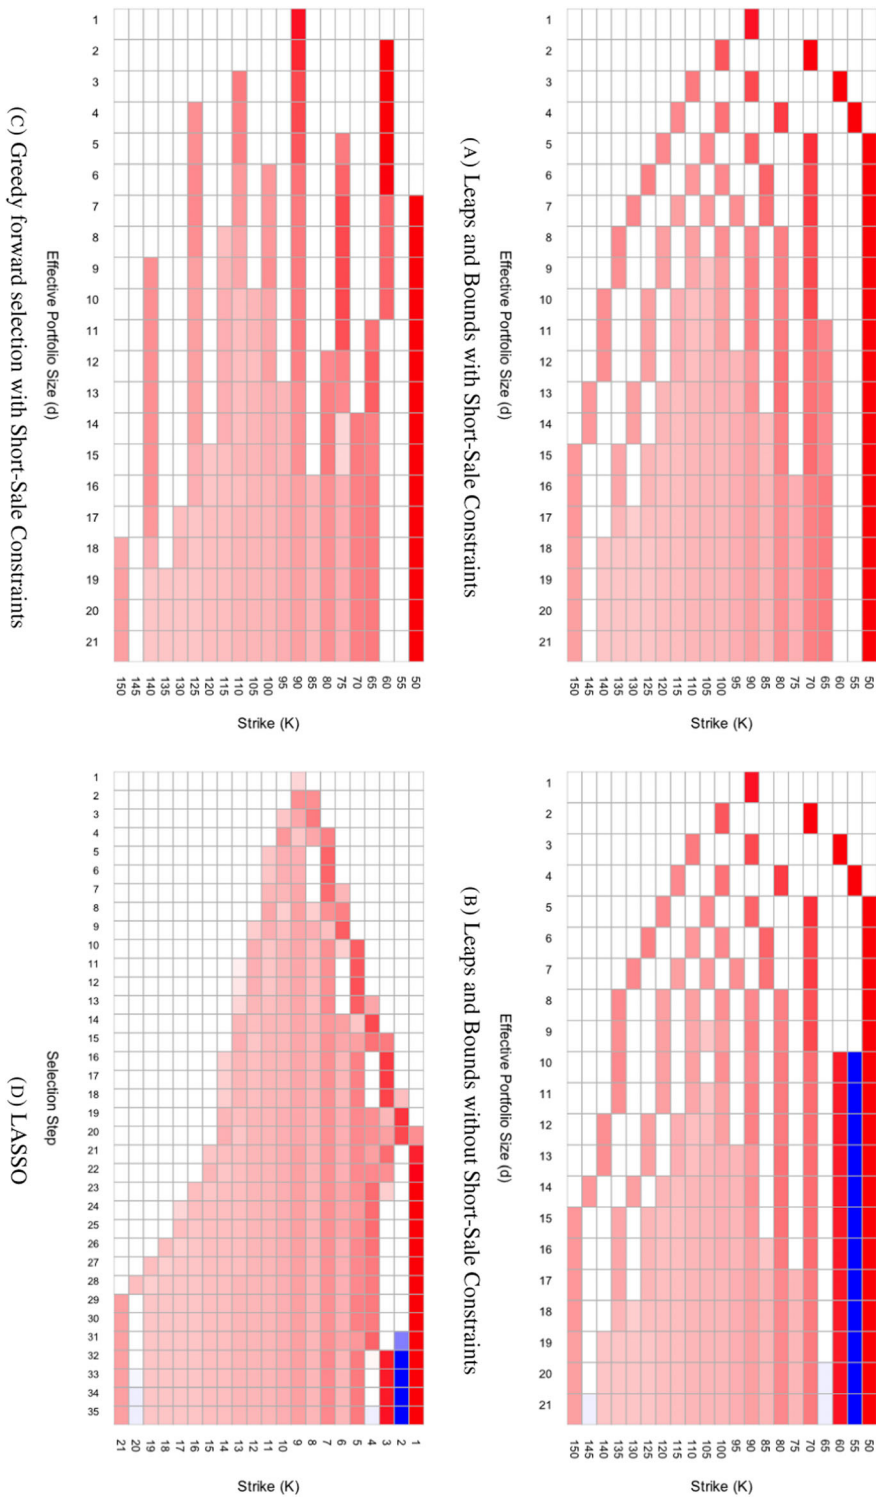 1 2 3 4 5 6 7 8 9 10 11 12 13 14 15 16 17 18 19 20 21
50 55 60 65 70 75 80 85 90 95 100 105 110 115 120 125 130 135 140 145 150
Strike (K)
Effective Portfolio Size (d)
(A) Leaps and Bounds with Short-Sale Constraints
1 2 3 4 5 6 7 8 9 10 11 12 13 14 15 16 17 18 19 20 21
50 55 60 65 70 75 80 85 90 95 100 105 110 115 120 125 130 135 140 145 150
Strike (K)
Effective Portfolio Size (d)
(B) Leaps and Bounds without Short-Sale Constraints
1 2 3 4 5 6 7 8 9 10 11 12 13 14 15 16 17 18 19 20 21
50 55 60 65 70 75 80 85 90 95 100 105 110 115 120 125 130 135 140 145 150
Strike (K)
Effective Portfolio Size (d)
(C) Greedy forward selection with Short-Sale Constraints
1 2 3 4 5 6 7 8 9 10 11 12 13 14 15 16 17 18 19 20 21 22 23 24 25 26 27 28 29 30 31 32 33 34 35
1 2 3 4 5 6 7 8 9 10 11 12 13 14 15 16 17 18 19 20 21
Strike (K)
Selection Step
(D) LASSO